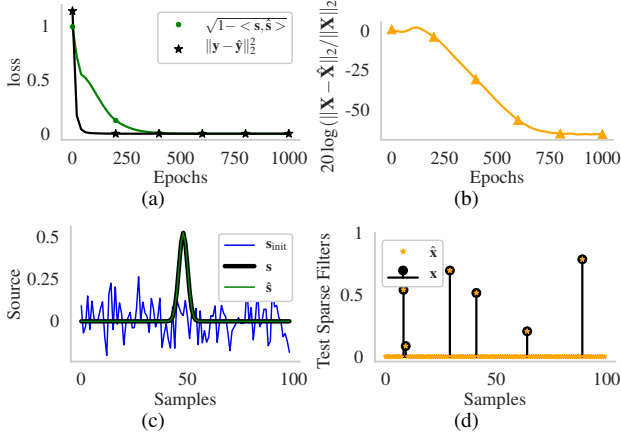 loss
1
0.5
0
√1− < s, ŝ >
‖y − ŷ‖₂²
0 250 500 750 1000
Epochs
(a)
20 log (‖X − X̂‖₂/‖X‖₂
0
-25
-50
0 250 500 750 1000
Epochs
(b)
Source
0.5
0.25
0
s_init
s
ŝ
0 50 100
Samples
(c)
Test Sparse Filters
1
0.5
0
x̂
x
0 50 100
Samples
(d)